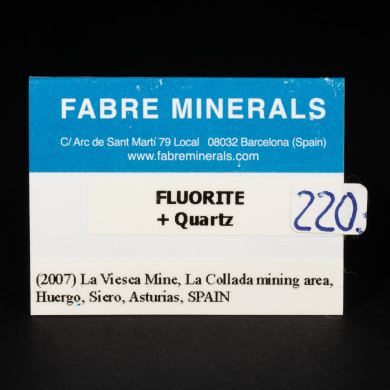 FABRE MINERALS
C/ Arc de Sant Martí 79 Local 08032 Barcelona (Spain)
www.fabreminerals.com
FLUORITE
+ Quartz
220.
(2007) La Viesca Mine, La Collada mining area,
Huergo, Siero, Asturias, SPAIN